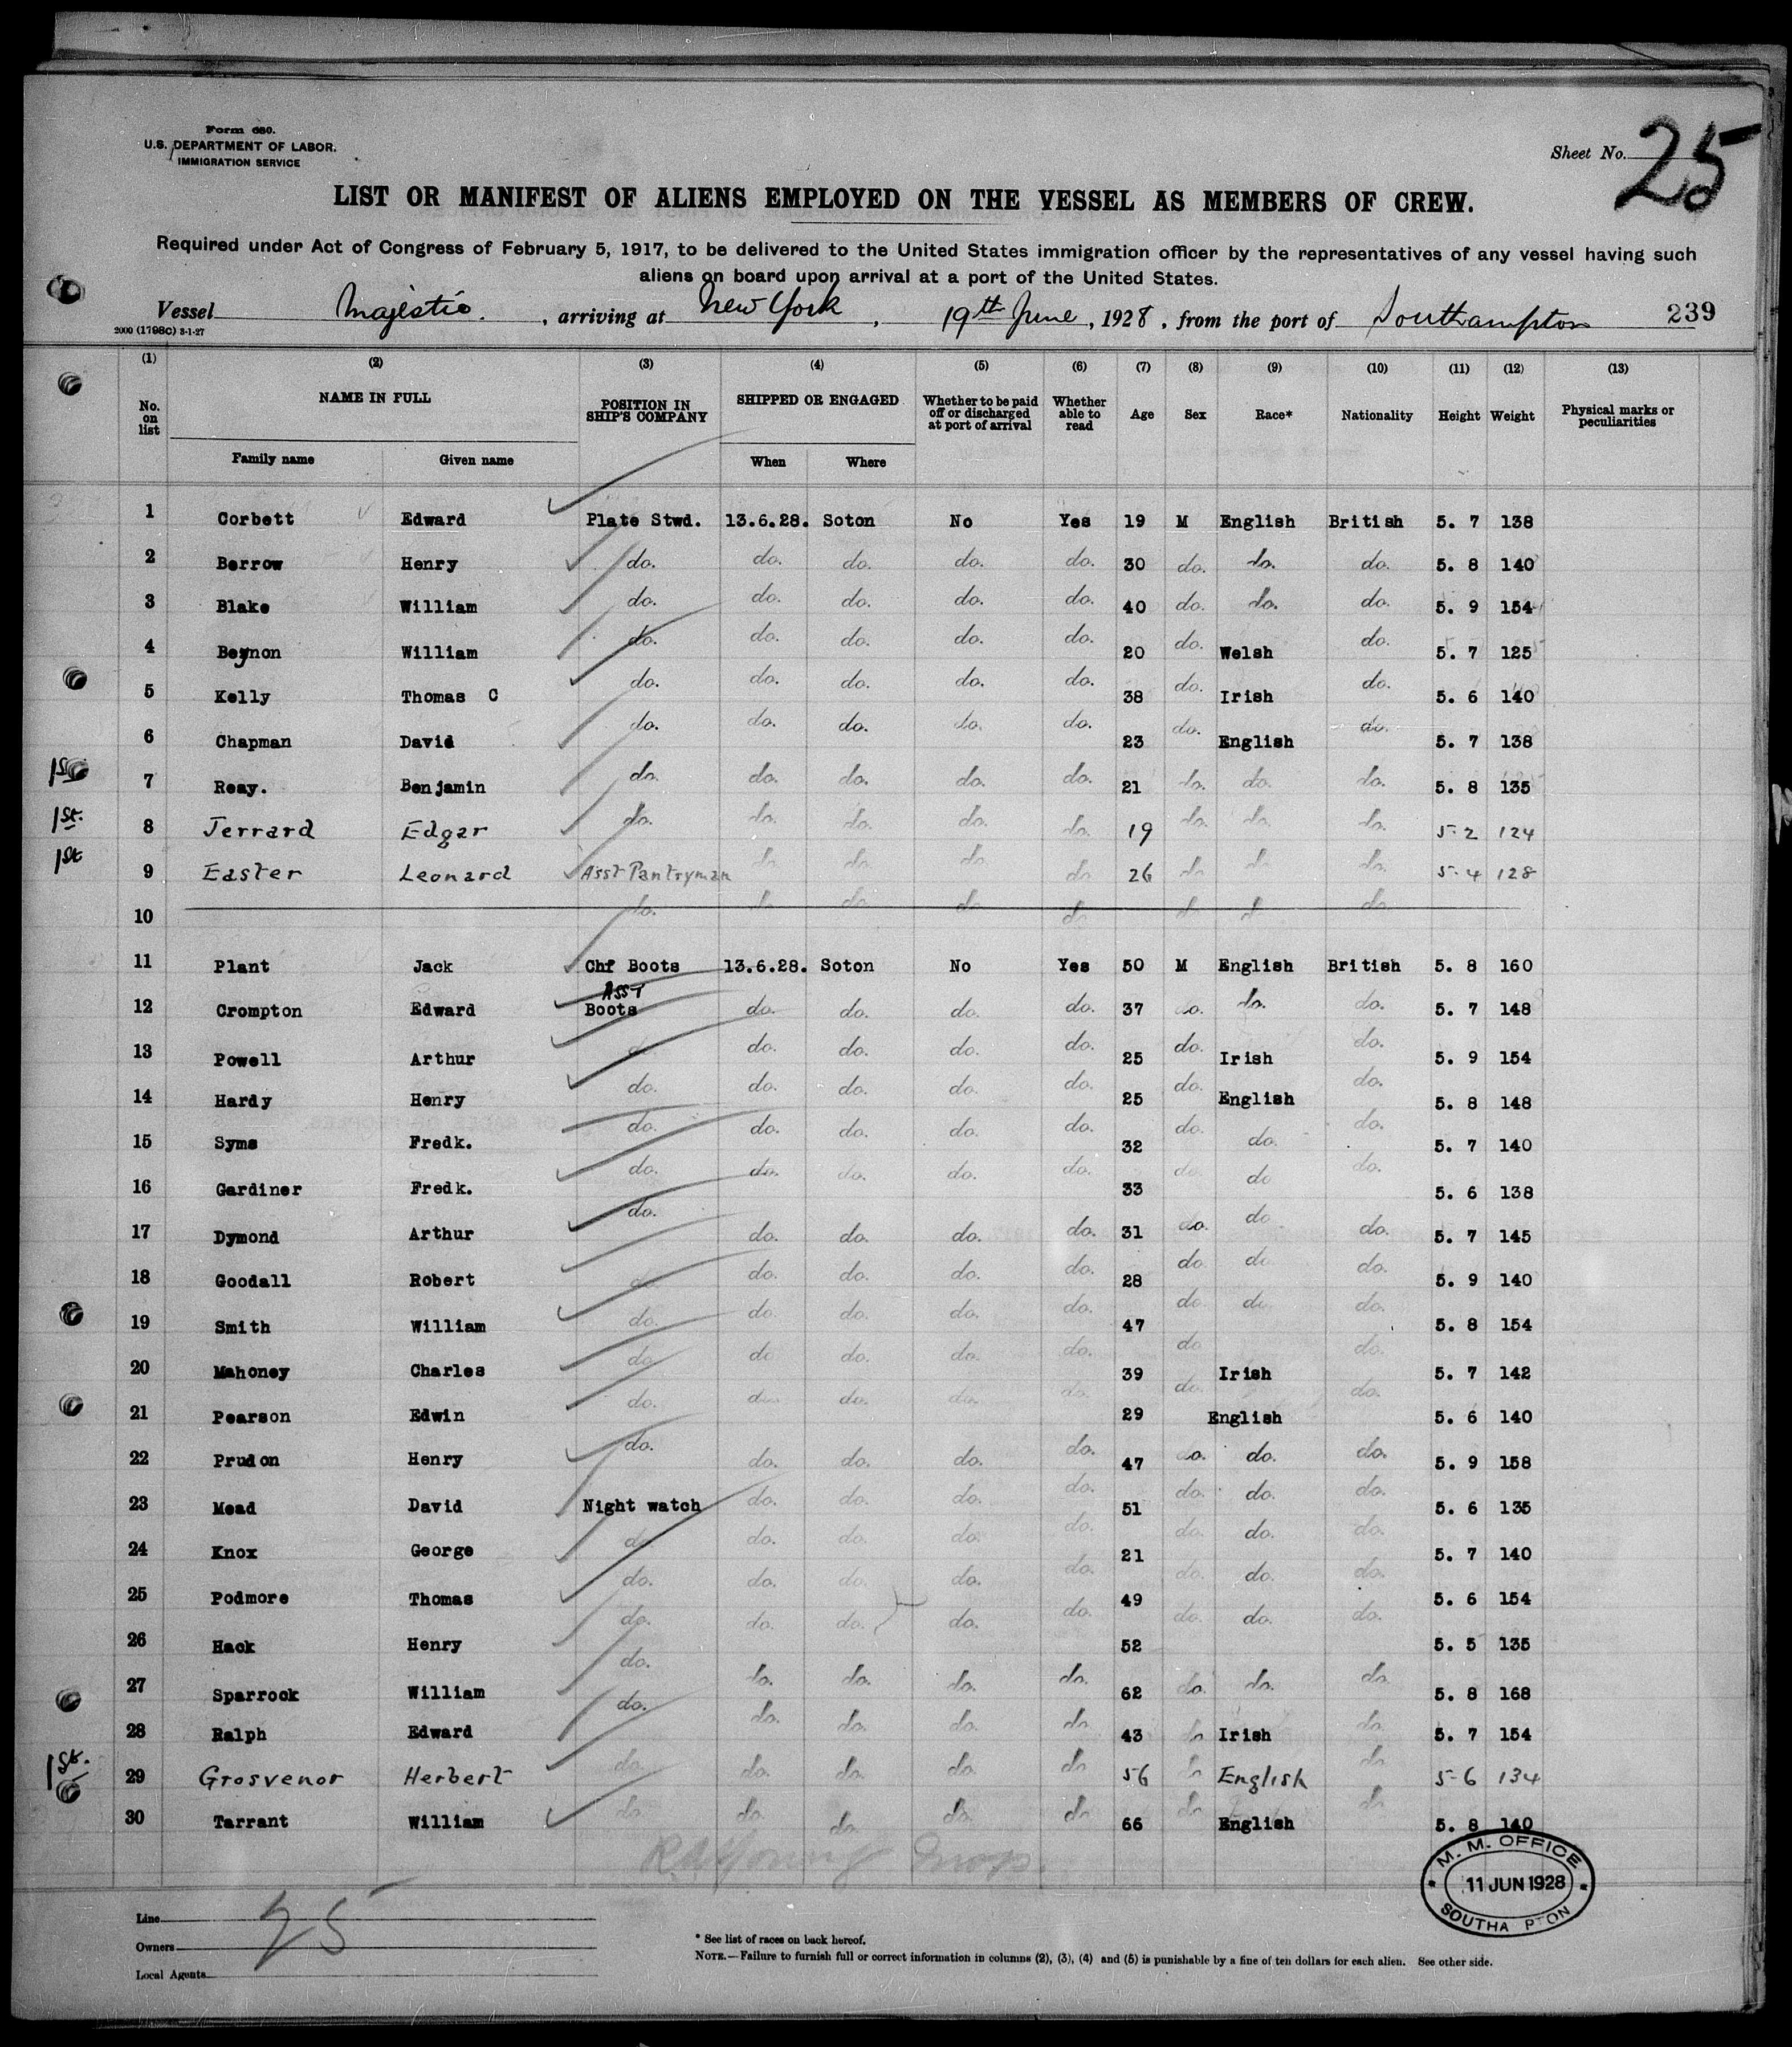 Form 680.
U.S. DEPARTMENT OF LABOR.
IMMIGRATION SERVICE
Sheet No. 25
LIST OR MANIFEST OF ALIENS EMPLOYED ON THE VESSEL AS MEMBERS OF CREW.
Required under Act of Congress of February 5, 1917, to be delivered to the United States immigration officer by the representatives of any vessel having such
aliens on board upon arrival at a port of the United States.
Vessel Majestic. , arriving at New York , 19th June , 1928 , from the port of Southampton 239
2000 (1798C) 3-1-27
(1) (2) (3) (4) (5) (6) (7) (8) (9) (10) (11) (12) (13)
No. on list NAME IN FULL POSITION IN SHIP'S COMPANY SHIPPED OR ENGAGED Whether to be paid off or discharged at port of arrival Whether able to read Age Sex Race* Nationality Height Weight Physical marks or peculiarities
Family name Given name When Where
1 Corbett Edward Plate Stwd. 13.6.28. Soton No Yes 19 M English British 5. 7 138
2 Berrow Henry do. do. do. do. do. 30 do. do. do. 5. 8 140
3 Blake William do. do. do. do. do. 40 do. do. do. 5. 9 154
4 Beynon William do. do. do. do. do. 20 do. Welsh do. 5. 7 125
5 Kelly Thomas C do. do. do. do. do. 38 do. Irish do. 5. 6 140
6 Chapman David do. do. do. do. do. 23 do. English do. 5. 7 138
1st 7 Reay. Benjamin do. do. do. do. do. 21 do. do. do. 5. 8 135
1st. 8 Jerrard Edgar do. do. do. do. do. 19 do. do. do. 5-2 124
1st 9 Easter Leonard Asst Pantryman do do do do 26 do do do 5-4 128
10 do. do do do do do do do
11 Plant Jack Chf Boots 13.6.28. Soton No Yes 50 M English British 5. 8 160
12 Crompton Edward Asst Boots do. do. do. do. 37 do. do. do. 5. 7 148
13 Powell Arthur do. do. do. do. do. 25 do. Irish do. 5. 9 154
14 Hardy Henry do. do. do. do. do. 25 do. English do. 5. 8 148
15 Syms Fredk. do. do. do. do. do. 32 do. do. do. 5. 7 140
16 Gardiner Fredk. do. do. do. do. do. 33 do. do do. 5. 6 138
17 Dymond Arthur do. do. do. do. do. 31 do. do do. 5. 7 145
18 Goodall Robert do. do. do. do. do. 28 do do do. 5. 9 140
19 Smith William do. do. do. do. do. 47 do. do. do. 5. 8 154
20 Mahoney Charles do do do. do. do. 39 do Irish do. 5. 7 142
21 Pearson Edwin do. do. do. do. do. 29 do. English do. 5. 6 140
22 Prudon Henry do. do. do. do. do. 47 do. do. do. 5. 9 158
23 Mead David Night watch do. do. do. do. 51 do. do. do. 5. 6 135
24 Knox George do. do. do. do. do. 21 do. do. do. 5. 7 140
25 Podmore Thomas do. do. do. do. do. 49 do. do. do. 5. 6 154
26 Hack Henry do. do. do. do. do. 52 do. do. do. 5. 5 135
27 Sparrock William do. do. do. do. do. 62 do. do. do. 5. 8 168
28 Ralph Edward do. do. do. do. do 43 do Irish do. 5. 7 154
1st. 29 Grosvenor Herbert do. do. do. do. do 56 do English do 5-6 134
30 Tarrant William do. do. do. do. do 66 do English do 5. 8 140
M. M. OFFICE
11 JUN 1928
SOUTHA PTON
Line
25
Owners
Local Agents
* See list of races on back hereof.
NOTE.—Failure to furnish full or correct information in columns (2), (3), (4) and (5) is punishable by a fine of ten dollars for each alien. See other side.